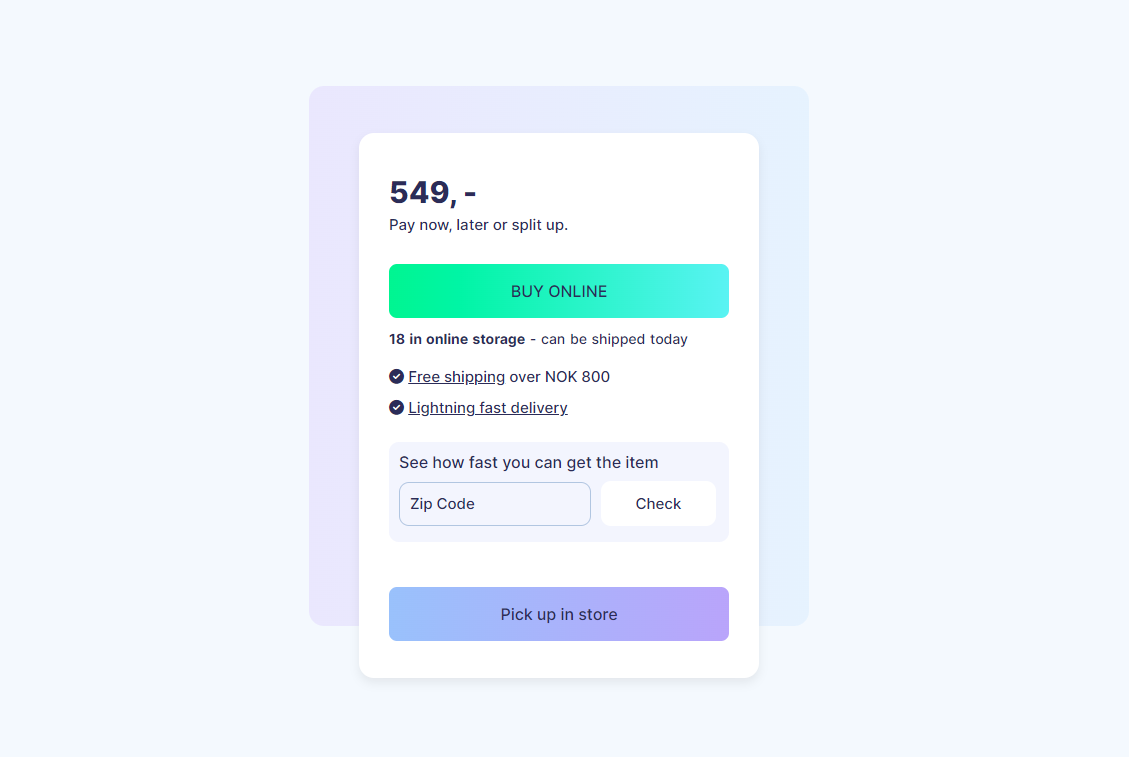 549, -
Pay now, later or split up.
BUY ONLINE
18 in online storage - can be shipped today
Free shipping over NOK 800
Lightning fast delivery
See how fast you can get the item
Zip Code
Check
Pick up in store